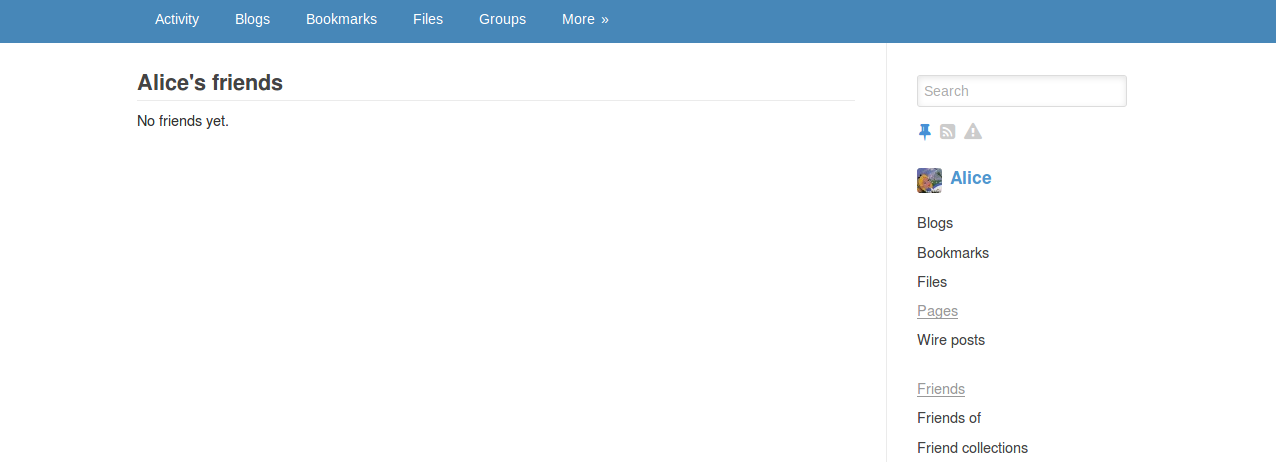 Activity Blogs Bookmarks Files Groups More »
Alice's friends
No friends yet.
Search
Alice
Blogs
Bookmarks
Files
Pages
Wire posts
Friends
Friends of
Friend collections